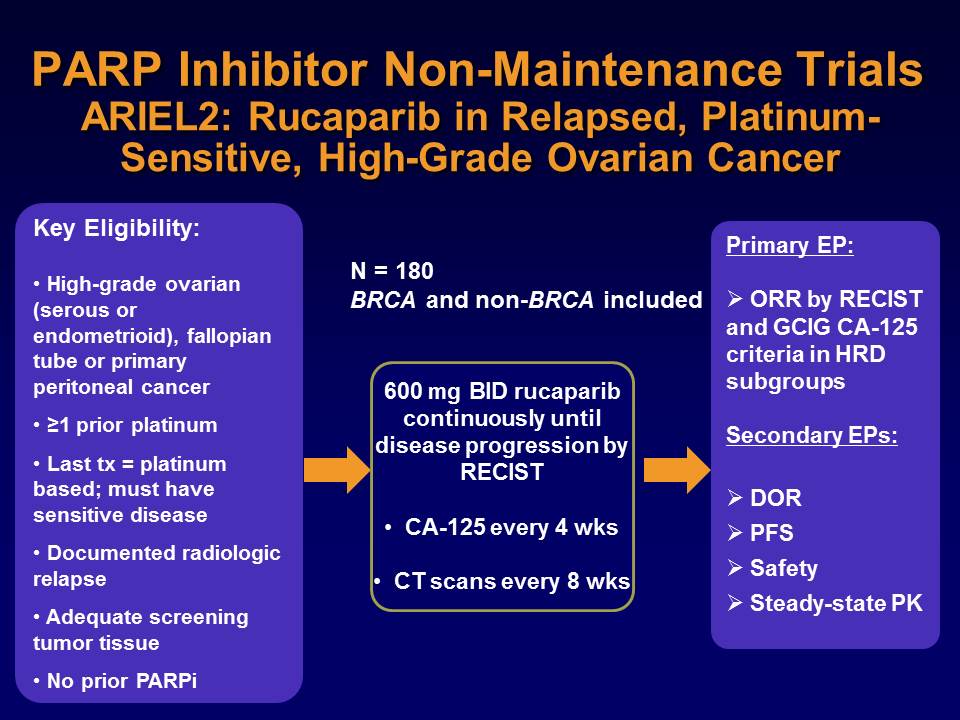 PARP Inhibitor Non-Maintenance Trials
ARIEL2: Rucaparib in Relapsed, Platinum-
Sensitive, High-Grade Ovarian Cancer
Key Eligibility:
• High-grade ovarian
(serous or
endometrioid), fallopian
tube or primary
peritoneal cancer
• ≥1 prior platinum
• Last tx = platinum
based; must have
sensitive disease
• Documented radiologic
relapse
• Adequate screening
tumor tissue
• No prior PARPi
N = 180
BRCA and non-BRCA included
600 mg BID rucaparib
continuously until
disease progression by
RECIST
• CA-125 every 4 wks
• CT scans every 8 wks
Primary EP:
➢ ORR by RECIST
and GCIG CA-125
criteria in HRD
subgroups
Secondary EPs:
➢ DOR
➢ PFS
➢ Safety
➢ Steady-state PK